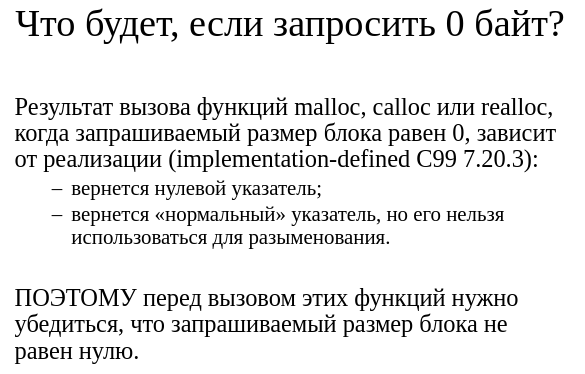 Что будет, если запросить 0 байт?
Результат вызова функций malloc, calloc или realloc,
когда запрашиваемый размер блока равен 0, зависит
от реализации (implementation-defined C99 7.20.3):
– вернется нулевой указатель;
– вернется «нормальный» указатель, но его нельзя
использоваться для разыменования.
ПОЭТОМУ перед вызовом этих функций нужно
убедиться, что запрашиваемый размер блока не
равен нулю.